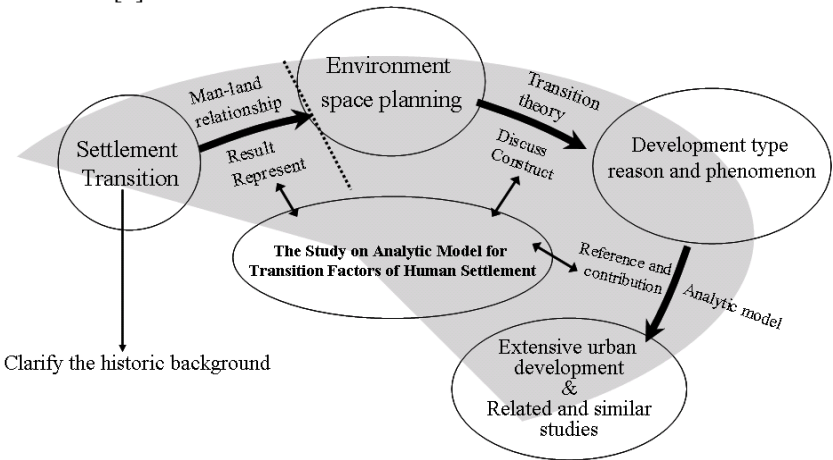 Environment
space planning
Man-land
relationship
Transition
theory
Settlement
Transition
Result
Represent
Discuss
Construct
Development type
reason and phenomenon
The Study on Analytic Model for
Transition Factors of Human Settlement
Reference and
contribution
Analytic model
Clarify the historic background
Extensive urban
development
&
Related and similar
studies